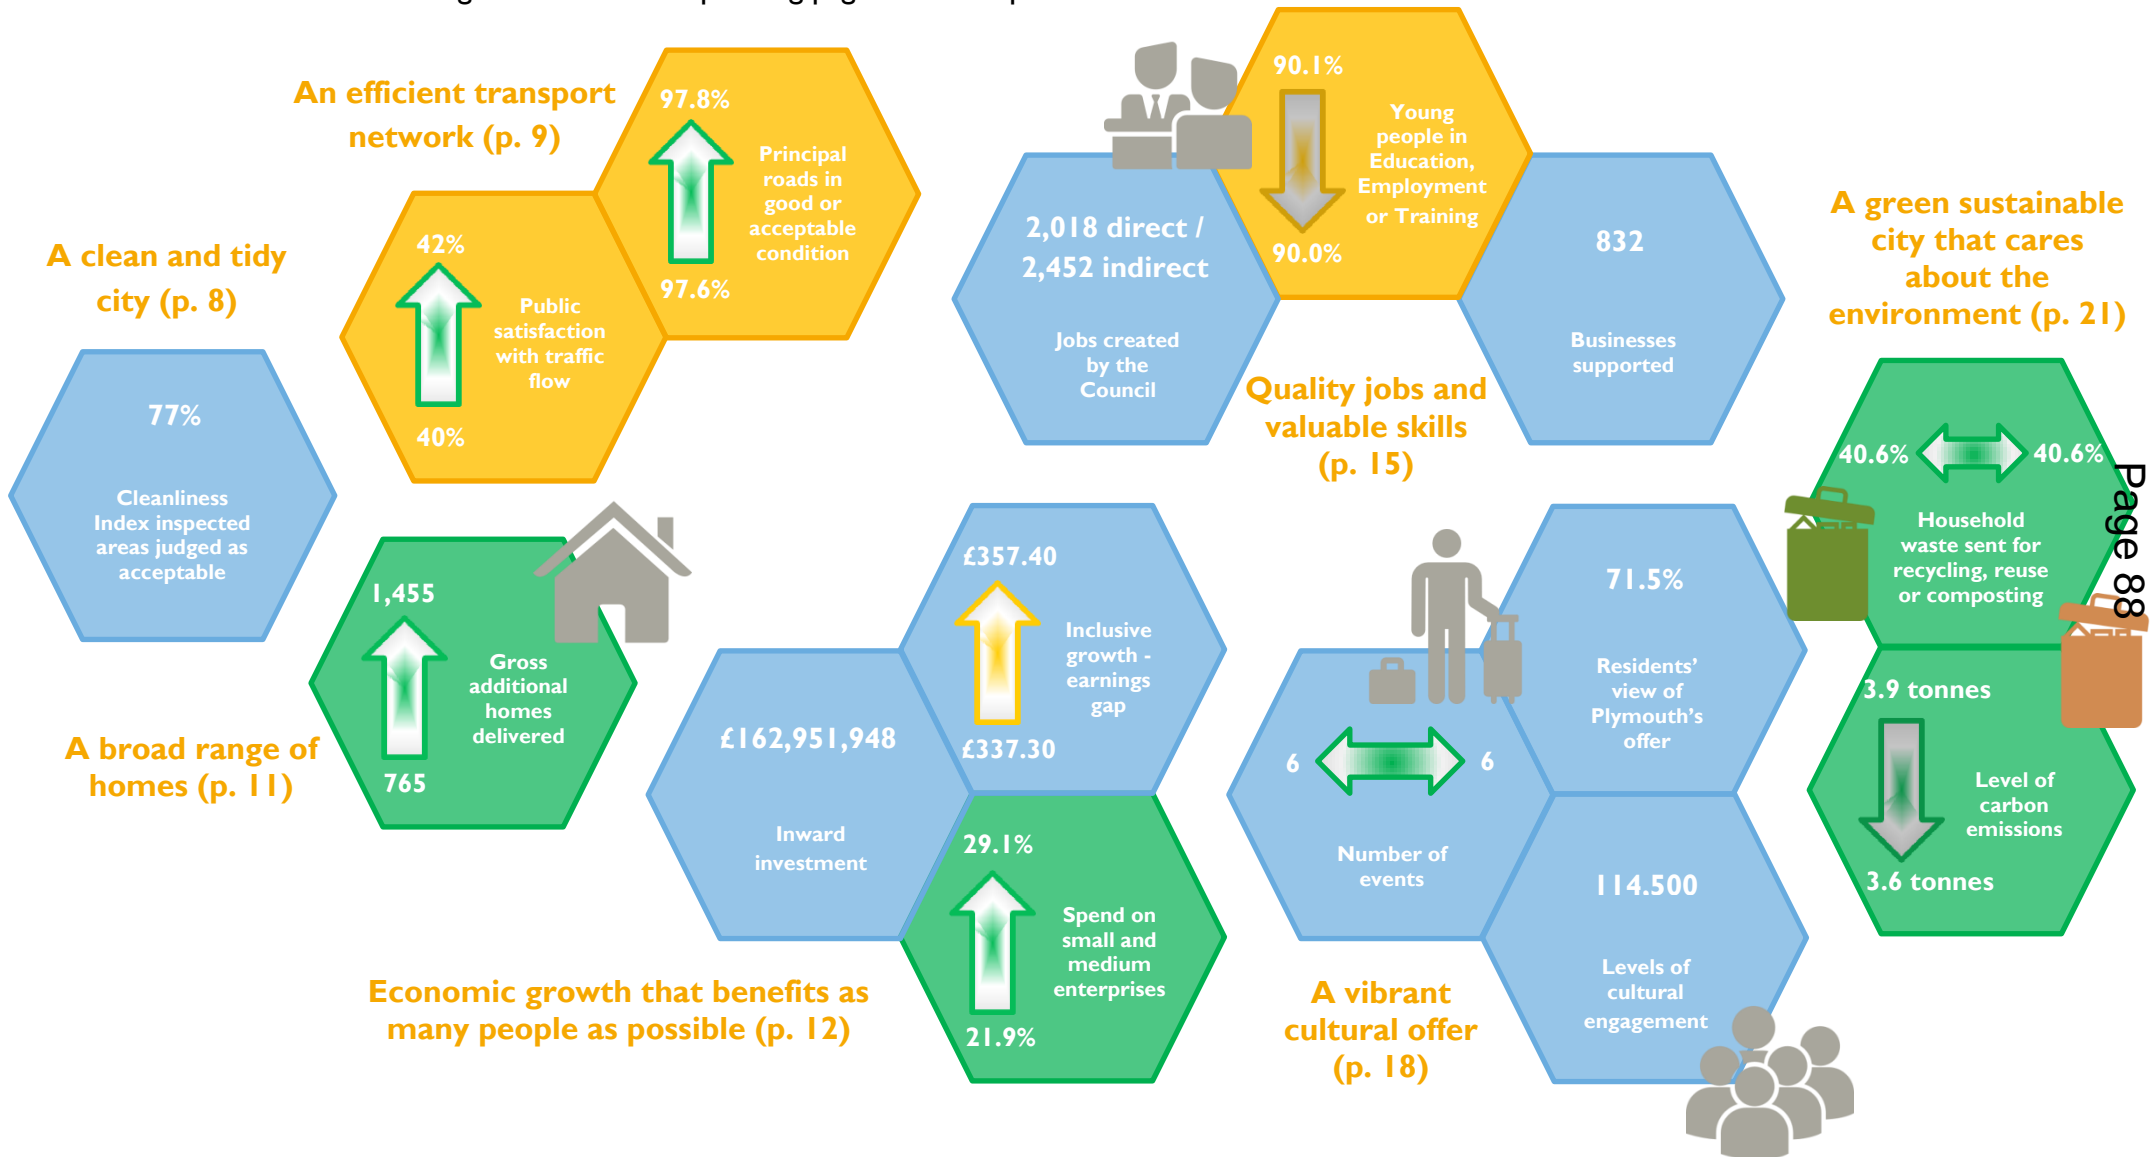 An efficient transport
network (p. 9)
97.8%
Principal
roads in
good or
acceptable
condition
97.6%
42%
Public
satisfaction
with traffic
flow
40%
A clean and tidy
city (p. 8)
77%
Cleanliness
Index inspected
areas judged as
acceptable
1,455
Gross
additional
homes
delivered
765
A broad range of
homes (p. 11)
90.1%
Young
people in
Education,
Employment
or Training
90.0%
2,018 direct /
2,452 indirect
Jobs created
by the
Council
832
Businesses
supported
Quality jobs and
valuable skills
(p. 15)
A green sustainable
city that cares
about the
environment (p. 21)
40.6%
40.6%
Household
waste sent for
recycling, reuse
or composting
3.9 tonnes
Level of
carbon
emissions
3.6 tonnes
£357.40
Inclusive
growth -
earnings
gap
£337.30
£162,951,948
Inward
investment
29.1%
Spend on
small and
medium
enterprises
21.9%
Economic growth that benefits as
many people as possible (p. 12)
71.5%
Residents’
view of
Plymouth’s
offer
6
6
Number of
events
114.500
Levels of
cultural
engagement
A vibrant
cultural offer
(p. 18)
Page 88